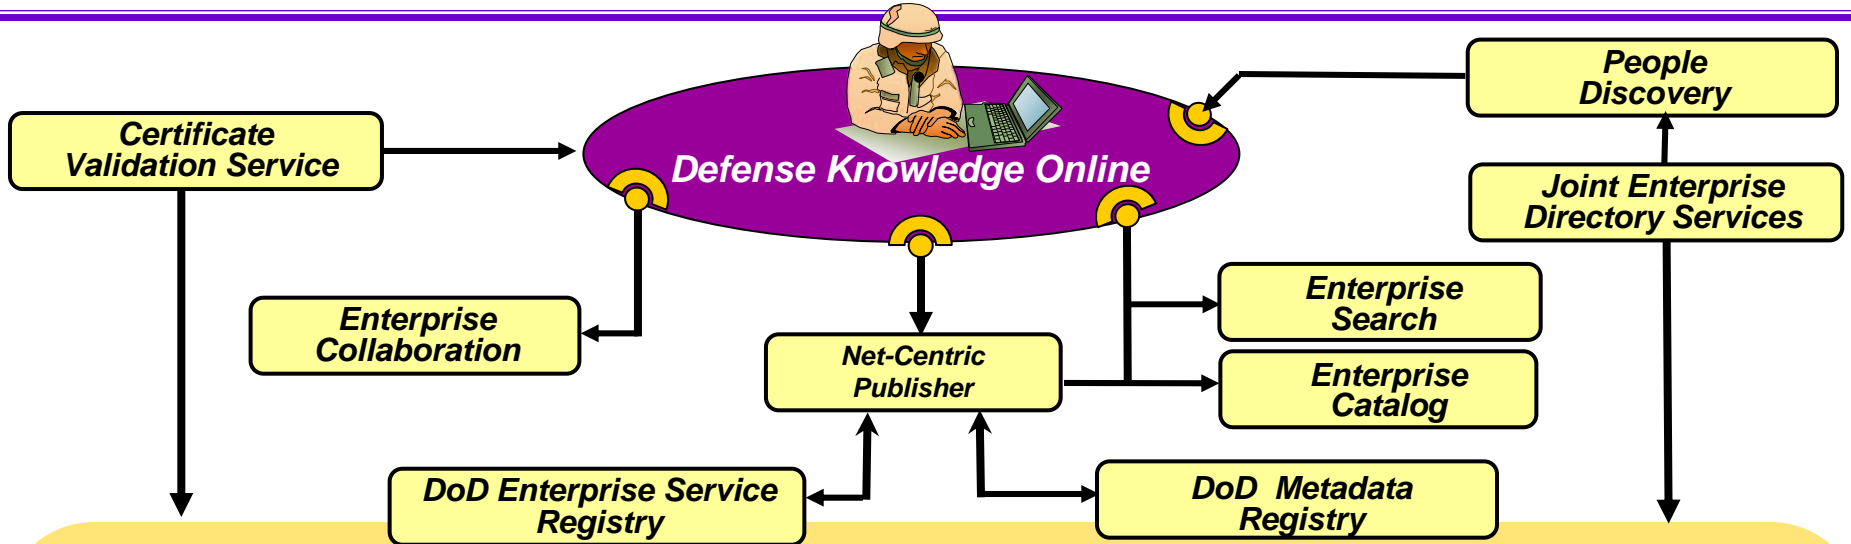 People
Discovery
Certificate
Validation Service
Defense Knowledge Online
Joint Enterprise
Directory Services
Enterprise
Collaboration
Enterprise
Search
Net-Centric
Publisher
Enterprise
Catalog
DoD Enterprise Service
Registry
DoD Metadata
Registry